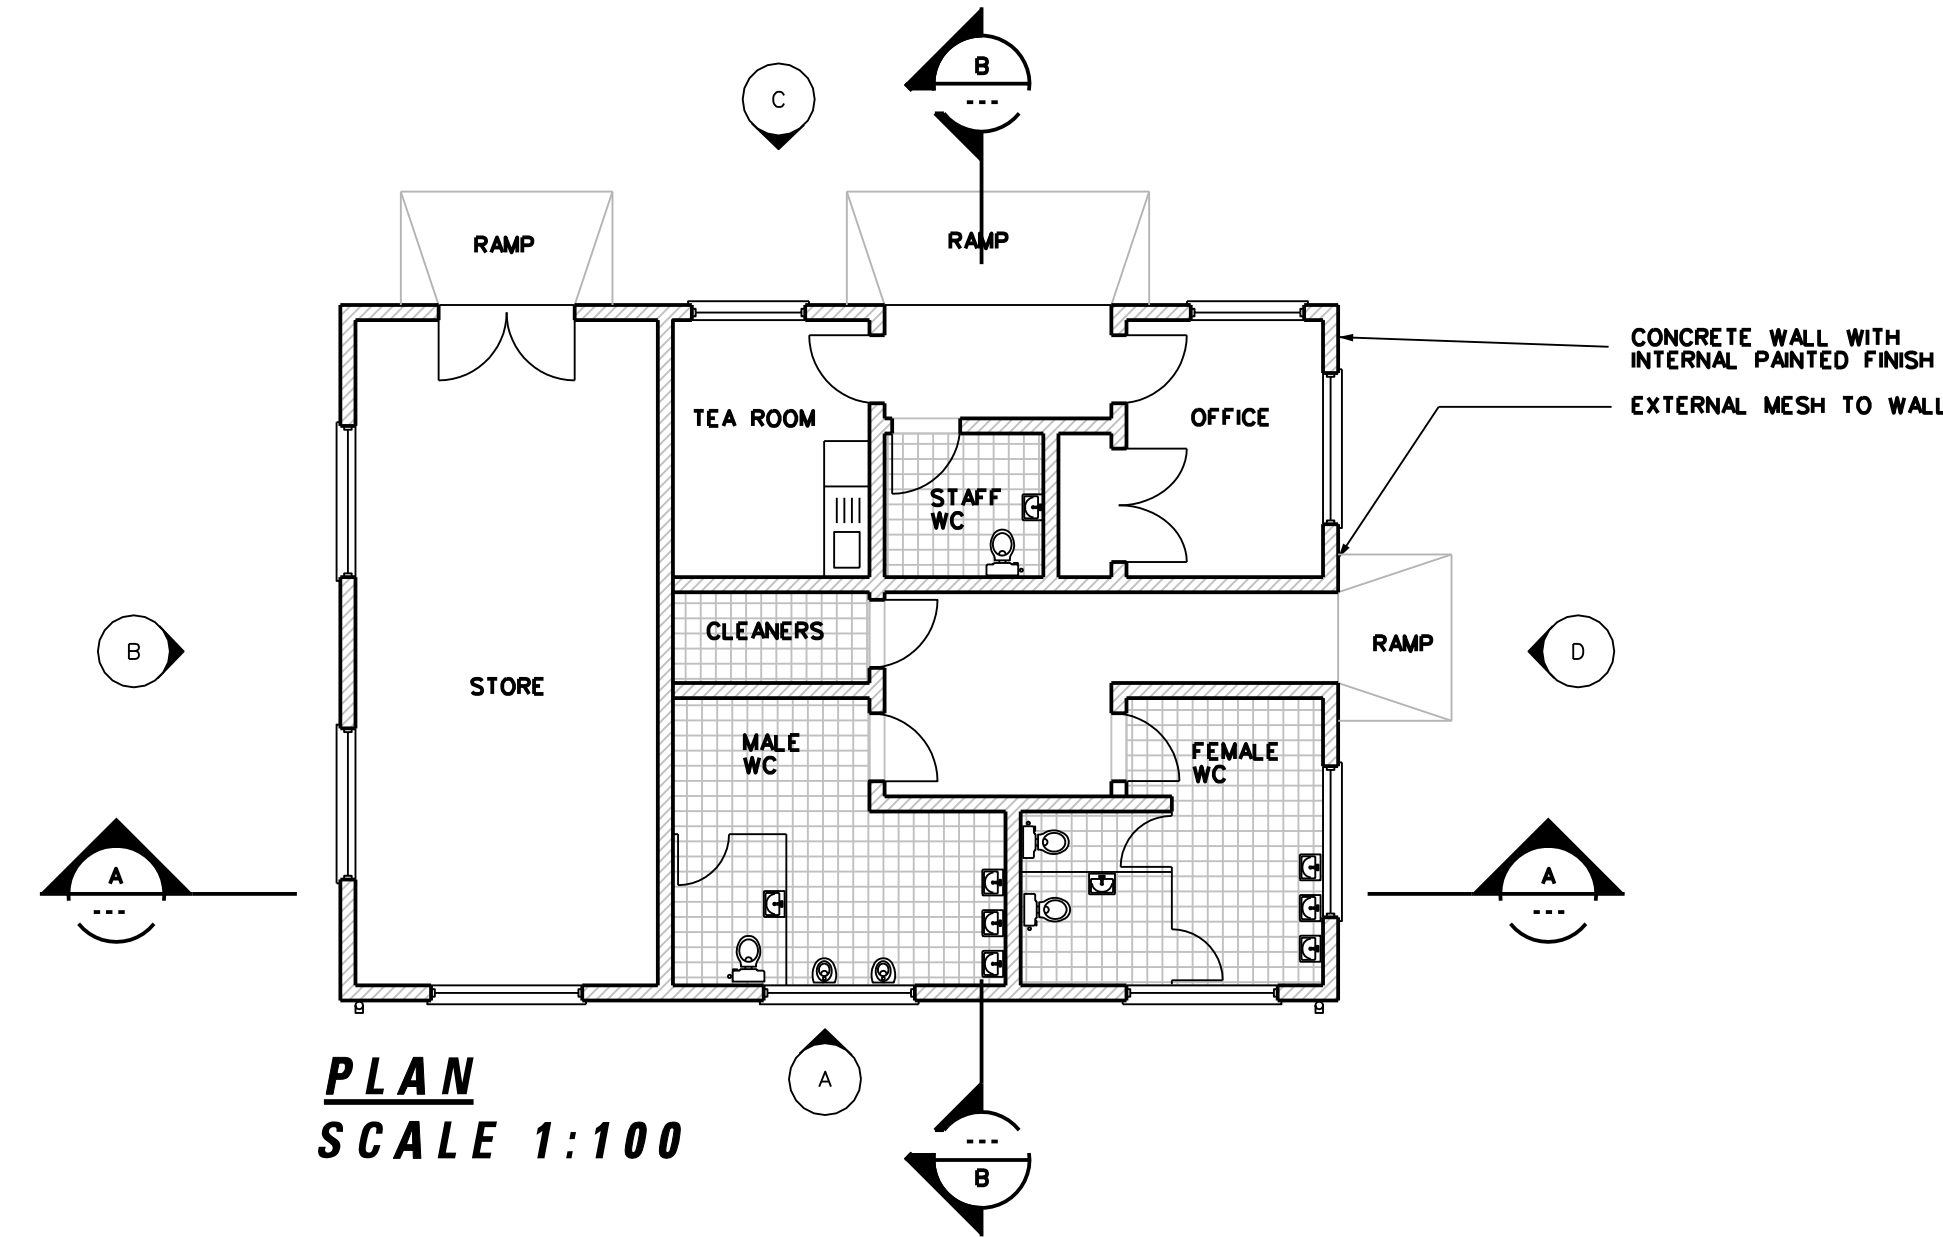 B
---
C
RAMP
RAMP
CONCRETE WALL WITH
INTERNAL PAINTED FINISH
EXTERNAL MESH TO WALL
TEA ROOM
OFFICE
STAFF
WC
CLEANERS
RAMP
B
D
STORE
MALE
WC
FEMALE
WC
A
---
A
---
PLAN
SCALE 1:100
A
---
B